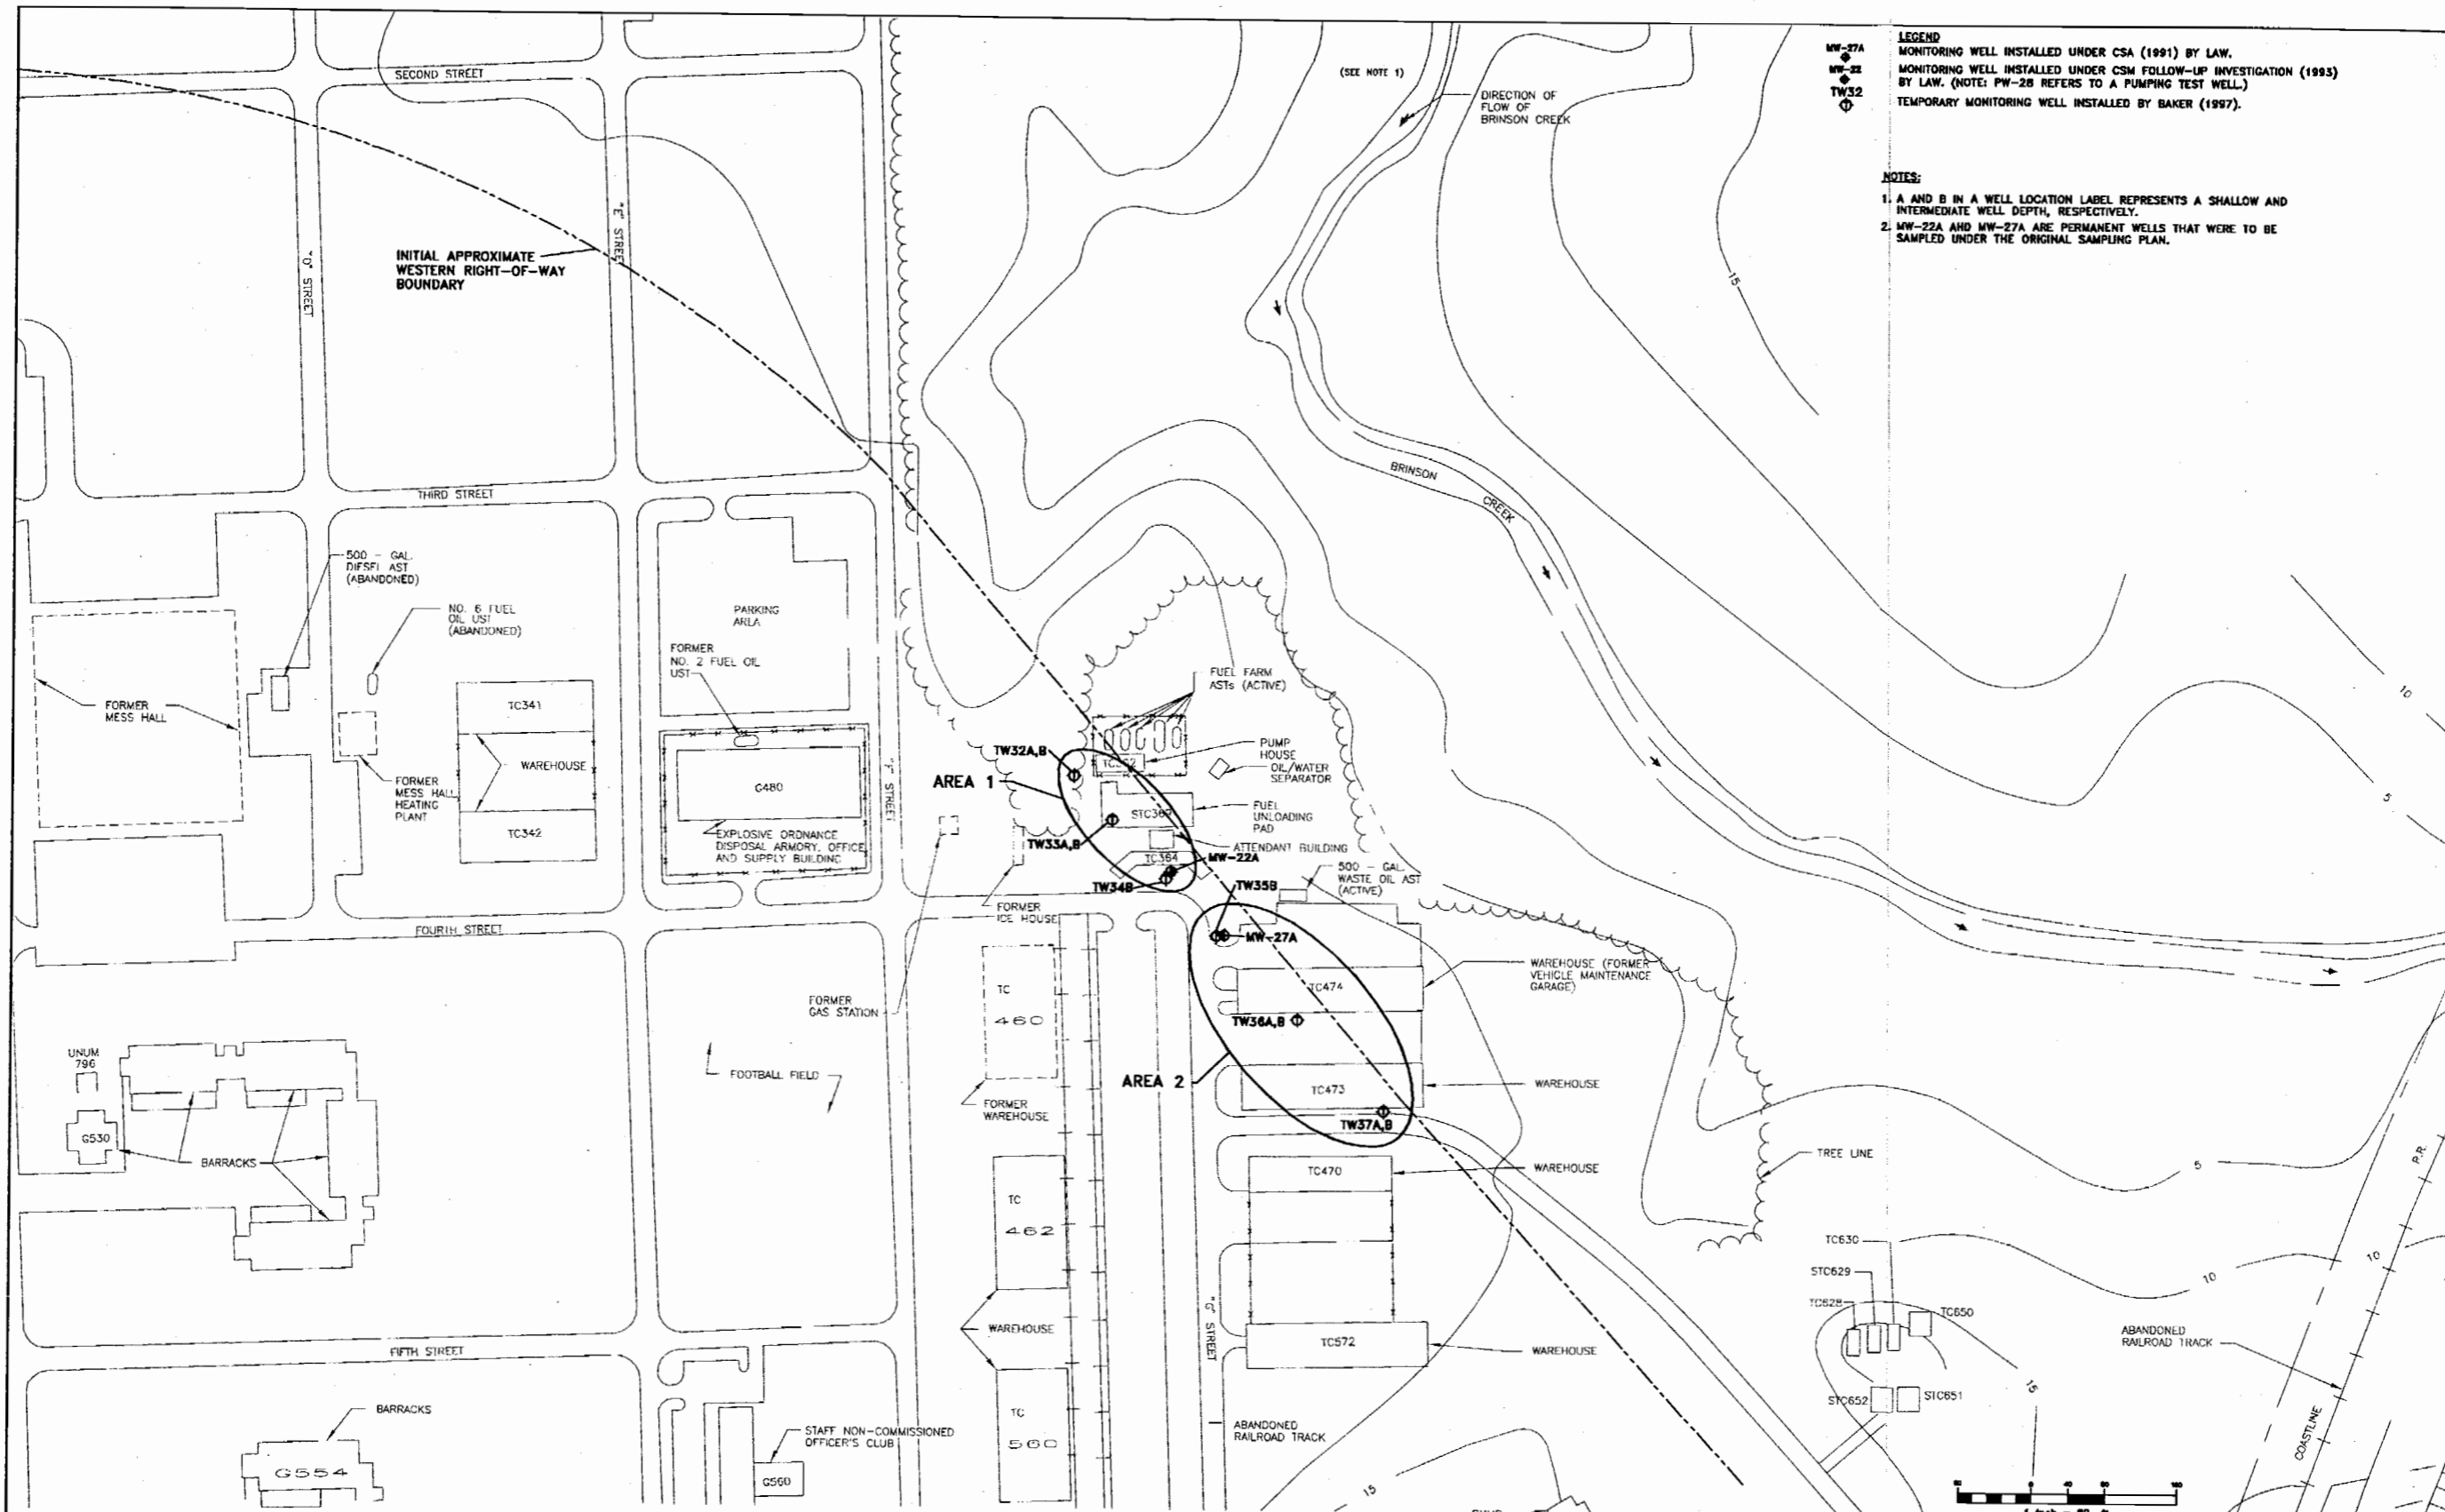 LEGEND
MW-27A
MONITORING WELL INSTALLED UNDER CSA (1991) BY LAW.
MW-22
MONITORING WELL INSTALLED UNDER CSM FOLLOW-UP INVESTIGATION (1993)
BY LAW. (NOTE: PW-28 REFERS TO A PUMPING TEST WELL.)
TW32
TEMPORARY MONITORING WELL INSTALLED BY BAKER (1997).
NOTES:
1. A AND B IN A WELL LOCATION LABEL REPRESENTS A SHALLOW AND
INTERMEDIATE WELL DEPTH, RESPECTIVELY.
2. MW-22A AND MW-27A ARE PERMANENT WELLS THAT WERE TO BE
SAMPLED UNDER THE ORIGINAL SAMPLING PLAN.
SECOND STREET
(SEE NOTE 1)
DIRECTION OF
FLOW OF
BRINSON CREEK
"D" STREET
"E" STREET
INITIAL APPROXIMATE
WESTERN RIGHT-OF-WAY
BOUNDARY
15
BRINSON
CREEK
THIRD STREET
500 - GAL.
DIESEL AST
(ABANDONED)
NO. 6 FUEL
OIL UST
(ABANDONED)
PARKING
AREA
FORMER
NO. 2 FUEL OIL
UST
FUEL FARM
ASTs (ACTIVE)
10
FORMER
MESS HALL
TC341
WAREHOUSE
TC342
FORMER
MESS HALL
HEATING
PLANT
G480
EXPLOSIVE ORDNANCE
DISPOSAL ARMORY, OFFICE
AND SUPPLY BUILDING
"F" STREET
TW32A,B
AREA 1
PUMP
HOUSE
OIL/WATER
SEPARATOR
5
FUEL
UNLOADING
PAD
TW33A,B
ATTENDANT BUILDING
TC364
MW-22A
TW34B
500 - GAL.
WASTE OIL AST
(ACTIVE)
TW35B
FORMER
ICE HOUSE
FOURTH STREET
MW-27A
WAREHOUSE (FORMER
VEHICLE MAINTENANCE
GARAGE)
TC474
FORMER
GAS STATION
TC
460
TW36A,B
UNUM
796
FOOTBALL FIELD
AREA 2
TC473
WAREHOUSE
FORMER
WAREHOUSE
TW37A,B
G530
BARRACKS
TREE LINE
TC470
WAREHOUSE
5
R.R.
TC
462
TC630
STC629
TC628
TC650
10
10
"G" STREET
WAREHOUSE
TC572
WAREHOUSE
ABANDONED
RAILROAD TRACK
FIFTH STREET
15
STC652
STC651
BARRACKS
TC
560
STAFF NON-COMMISSIONED
OFFICER'S CLUB
ABANDONED
RAILROAD TRACK
COASTLINE
G554
G560
15